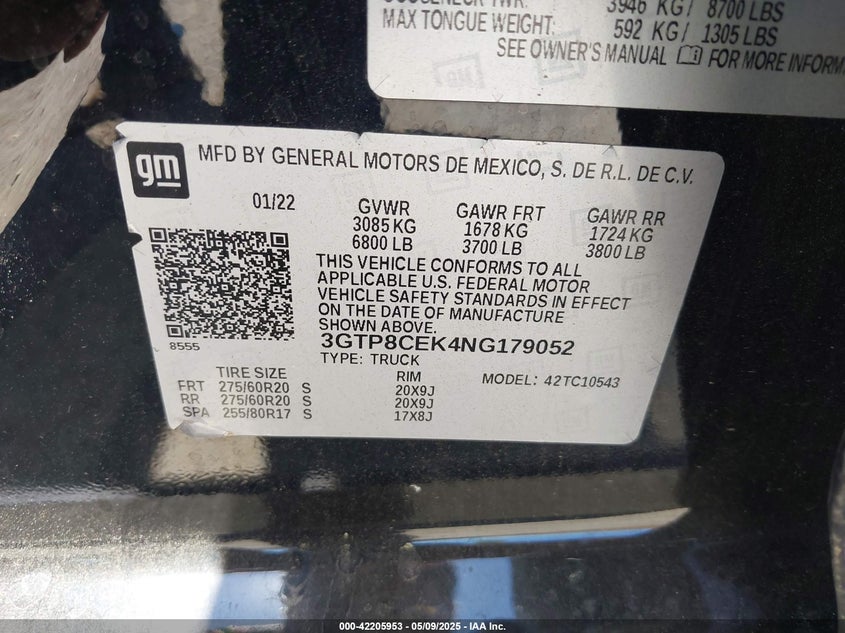 TWR: 3946 KG / 8700 LBS
MAX TONGUE WEIGHT: 592 KG / 1305 LBS
SEE OWNER'S MANUAL FOR MORE INFORM
gm
MFD BY GENERAL MOTORS DE MEXICO, S. DE R.L. DE C.V.
01/22 GVWR GAWR FRT GAWR RR
3085 KG 1678 KG 1724 KG
6800 LB 3700 LB 3800 LB
THIS VEHICLE CONFORMS TO ALL
APPLICABLE U.S. FEDERAL MOTOR
VEHICLE SAFETY STANDARDS IN EFFECT
ON THE DATE OF MANUFACTURE
SHOWN ABOVE.
8555
3GTP8CEK4NG179052
TYPE: TRUCK
TIRE SIZE RIM MODEL: 42TC10543
FRT 275/60R20 S 20X9J
RR 275/60R20 S 20X9J
SPA 255/80R17 S 17X8J
000-42205953 - 05/09/2025 - IAA Inc.